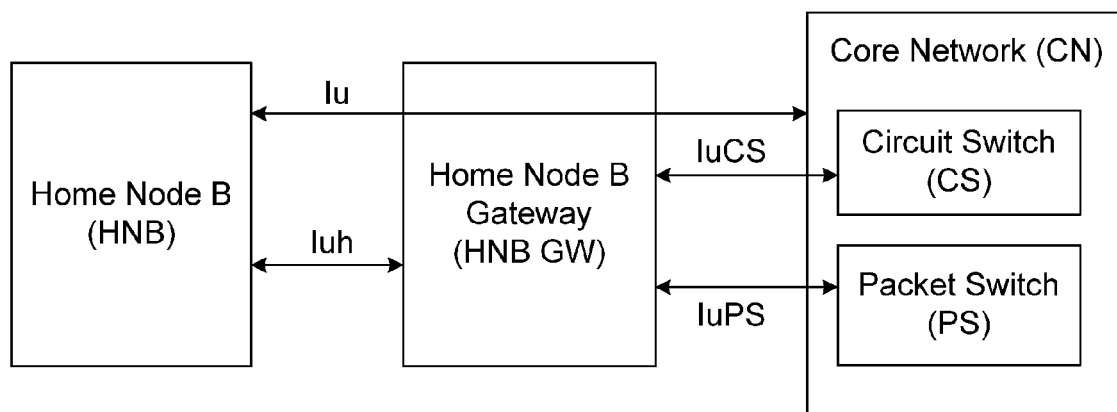 Core Network (CN)
Iu
IuCS
Circuit Switch
(CS)
Home Node B
(HNB)
Home Node B
Gateway
(HNB GW)
Iuh
IuPS
Packet Switch
(PS)